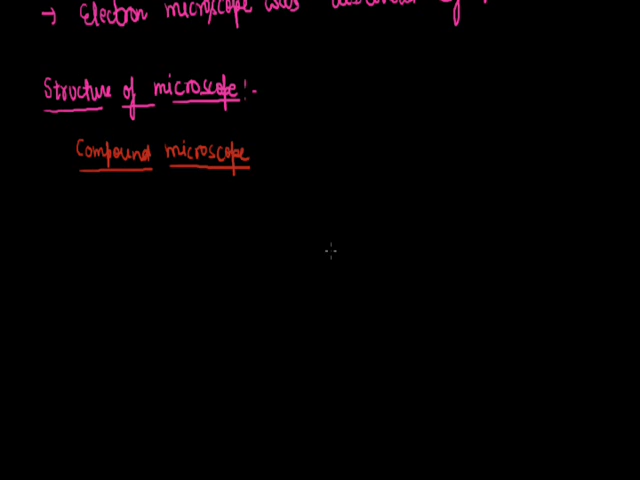 → Electron microscope was
Structure of microscope:-
Compound microscope